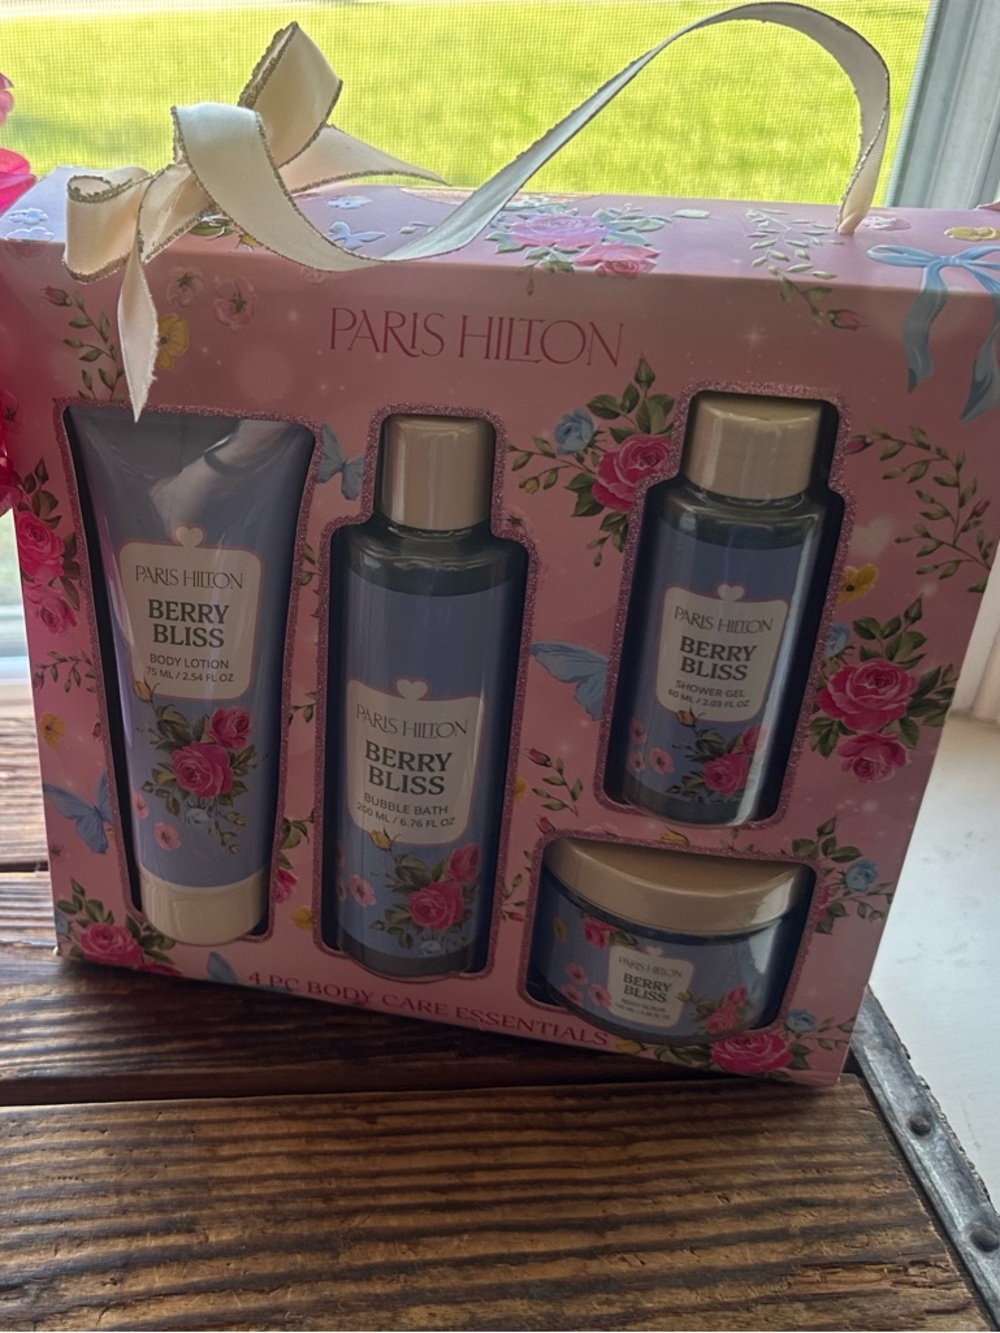 PARIS HILTON
PARIS HILTON
BERRY
BLISS
BODY LOTION
75 ML / 2.54 FL OZ
PARIS HILTON
BERRY
BLISS
BUBBLE BATH
200 ML / 6.76 FL OZ
PARIS HILTON
BERRY
BLISS
SHOWER GEL
60 ML / 2.03 FL OZ
PARIS HILTON
BERRY
BLISS
BODY SCRUB
4 PC BODY CARE ESSENTIALS